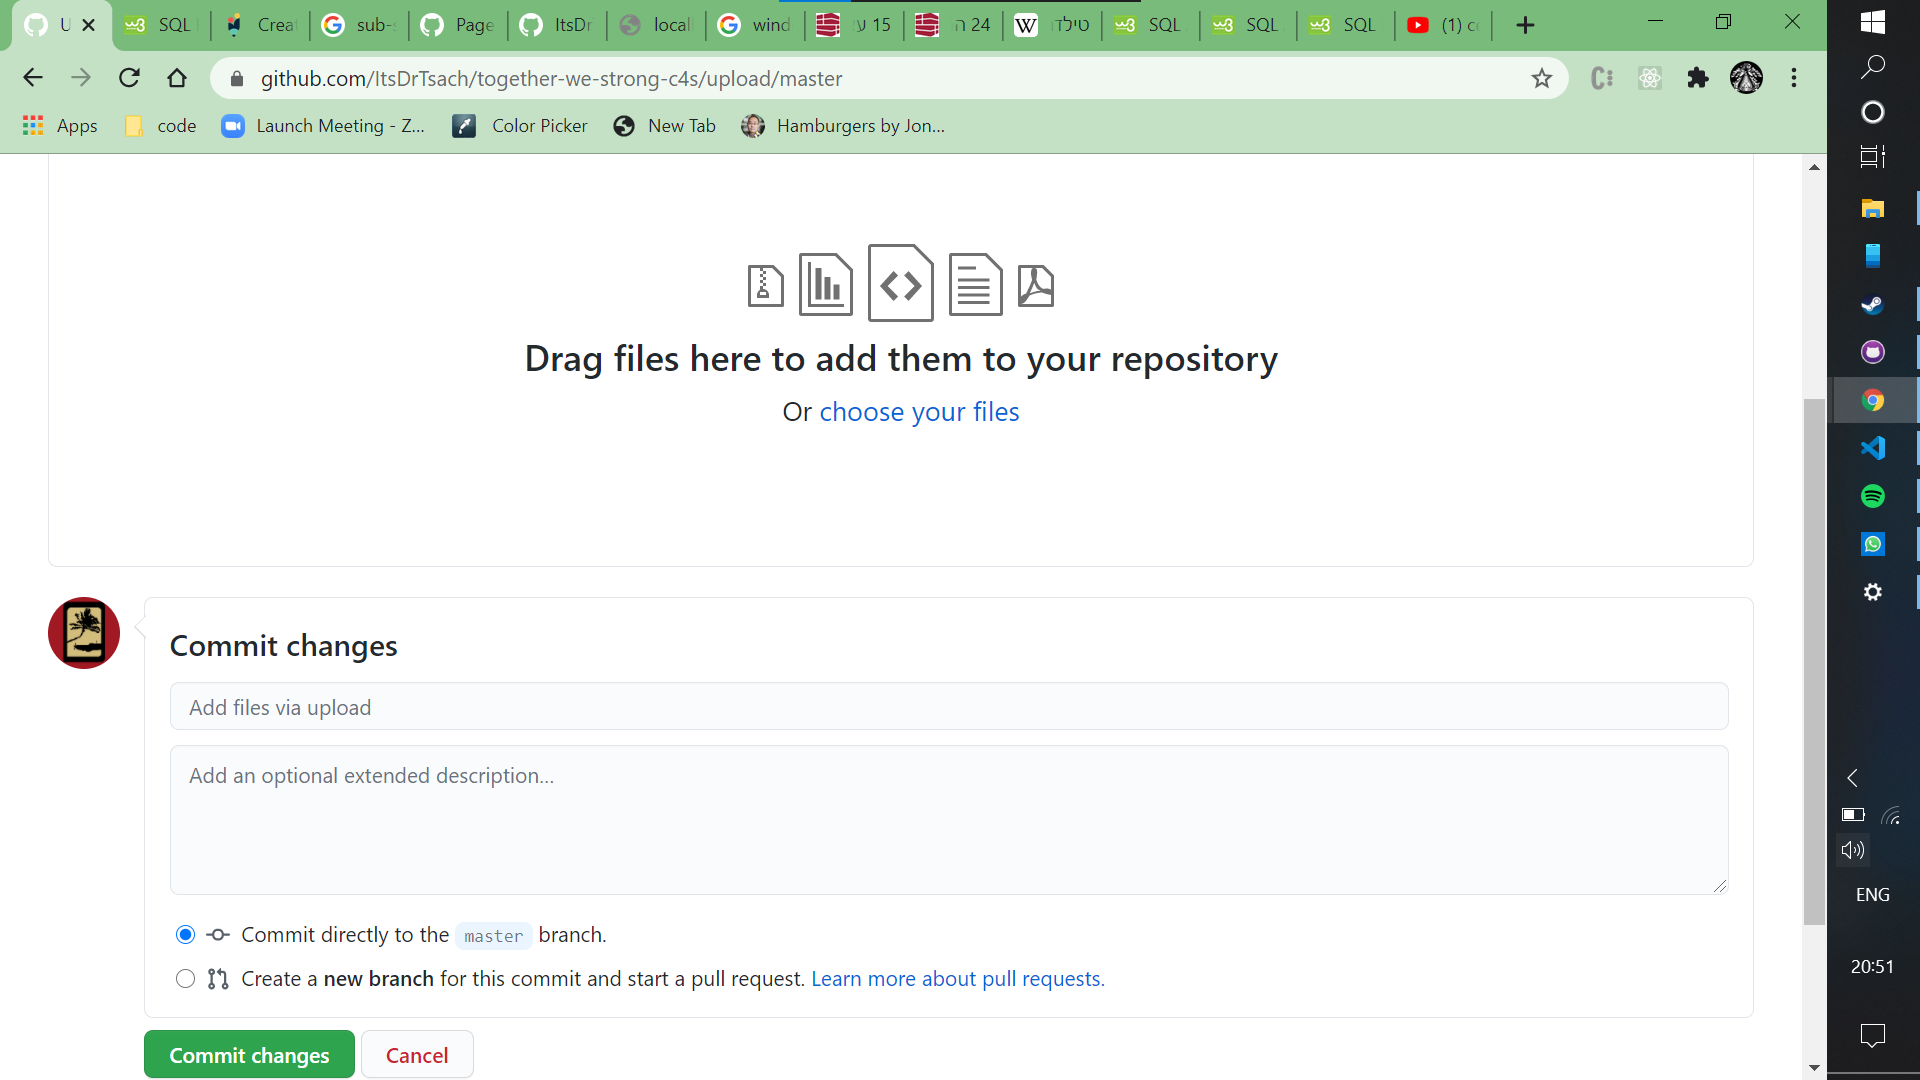 U
SQL
Creat
sub-s
Page
ItsDr
locall
wind
15 עי
24 ה
טילדו
SQL
SQL
SQL
(1) ce
github.com/ItsDrTsach/together-we-strong-c4s/upload/master
Apps
code
Launch Meeting - Z...
Color Picker
New Tab
Hamburgers by Jon...
Drag files here to add them to your repository
Or choose your files
Commit changes
Add files via upload
Add an optional extended description...
Commit directly to the master branch.
Create a new branch for this commit and start a pull request. Learn more about pull requests.
Commit changes
Cancel
ENG
20:51